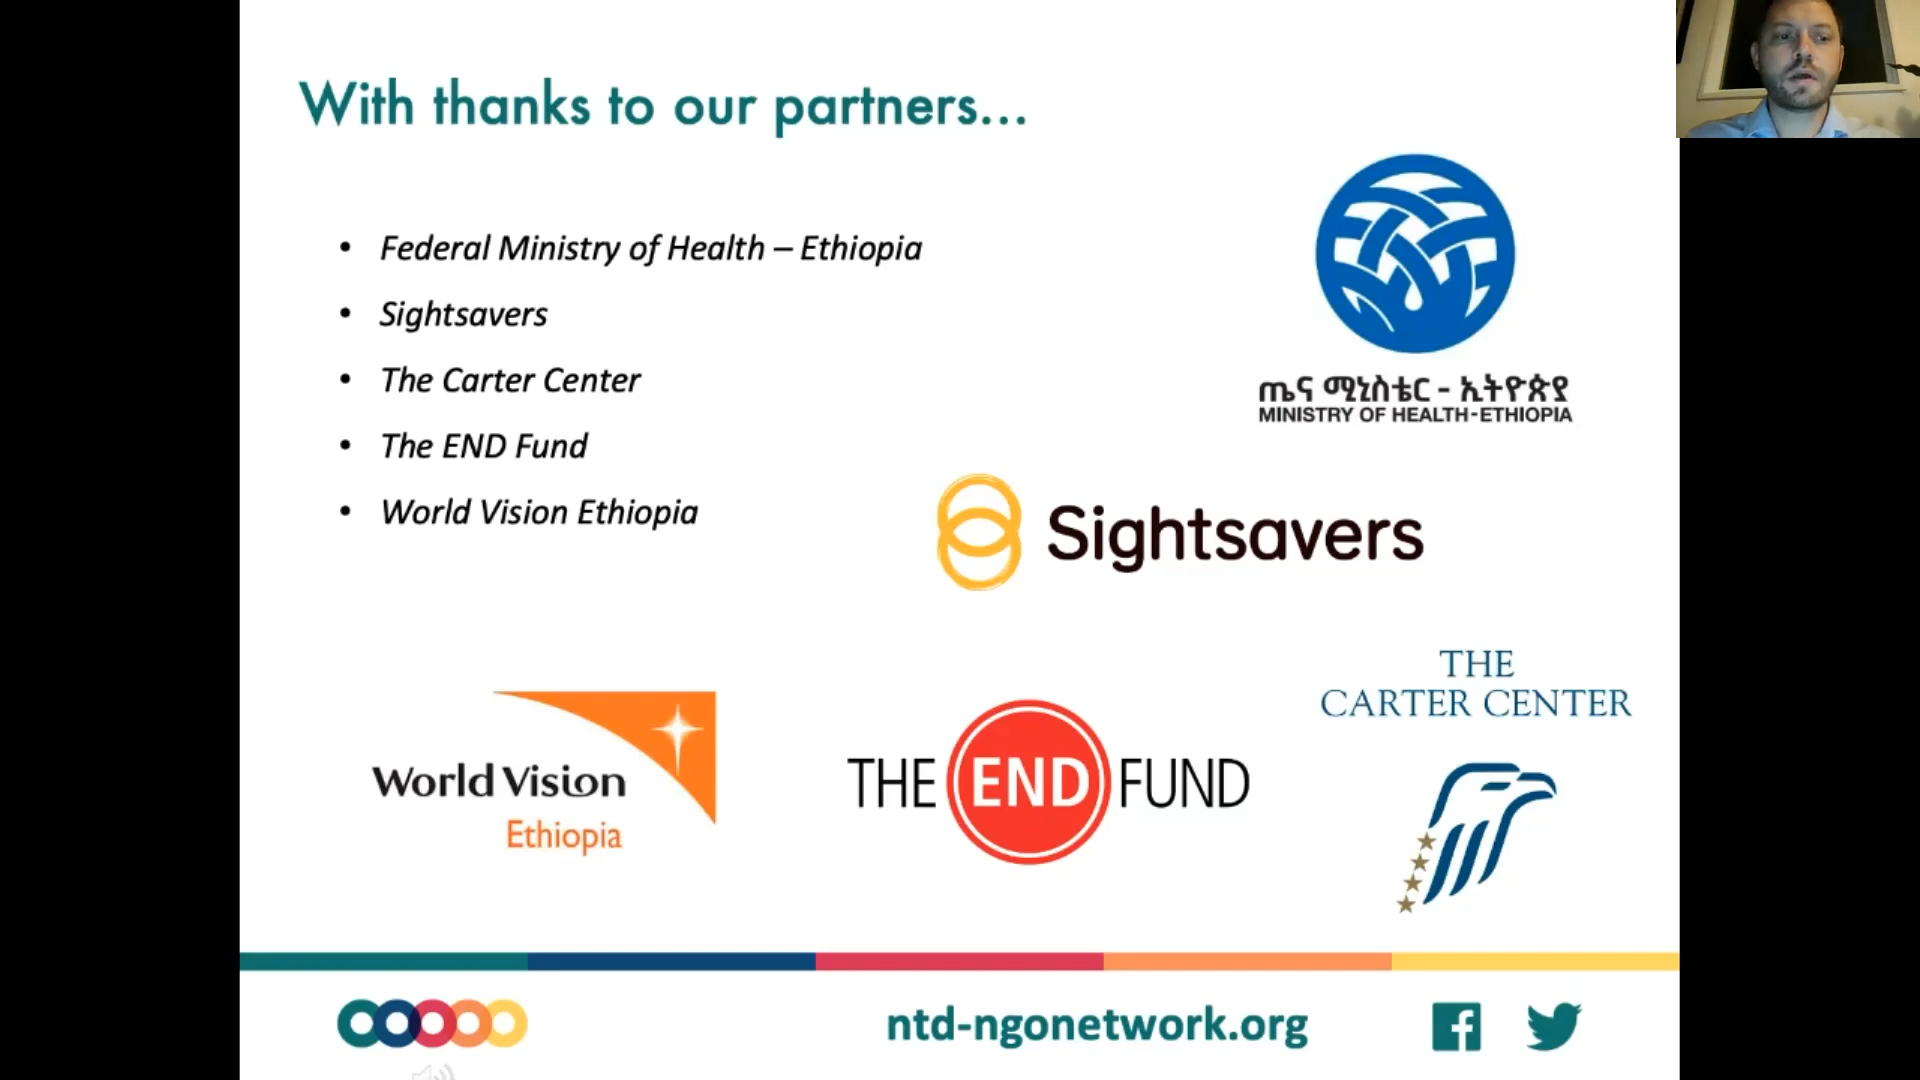 With thanks to our partners...
• Federal Ministry of Health – Ethiopia
• Sightsavers
• The Carter Center
• The END Fund
• World Vision Ethiopia
ጤና ሚኒስቴር - ኢትዮጵያ
MINISTRY OF HEALTH-ETHIOPIA
Sightsavers
THE
CARTER CENTER
World Vision
Ethiopia
THE END FUND
ntd-ngonetwork.org